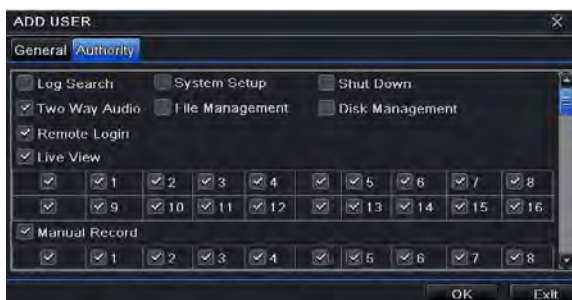 ADD USER
General Authority
Log Search System Setup Shut Down
Two Way Audio File Management Disk Management
Remote Login
Live View
1 2 3 4 5 6 7 8
9 10 11 12 13 14 15 16
Manual Record
1 2 3 4 5 6 7 8
OK Exit